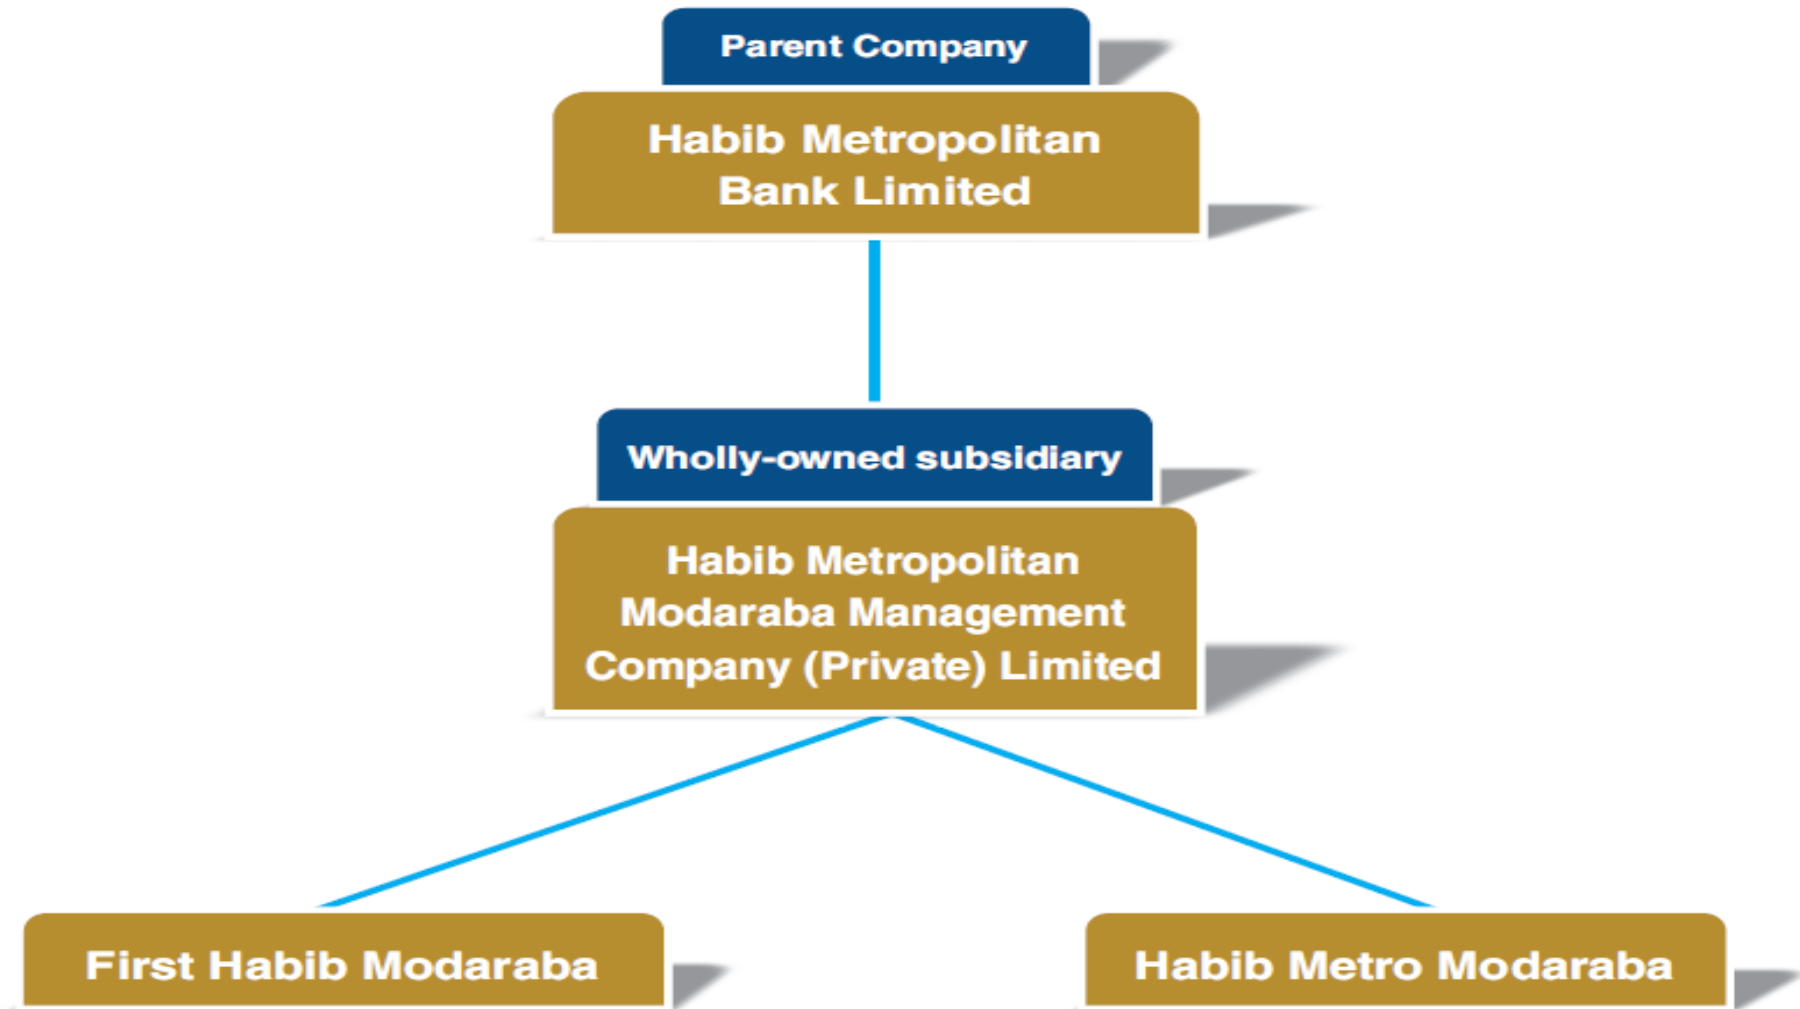 Parent Company
Habib Metropolitan
Bank Limited
Wholly-owned subsidiary
Habib Metropolitan
Modaraba Management
Company (Private) Limited
First Habib Modaraba
Habib Metro Modaraba